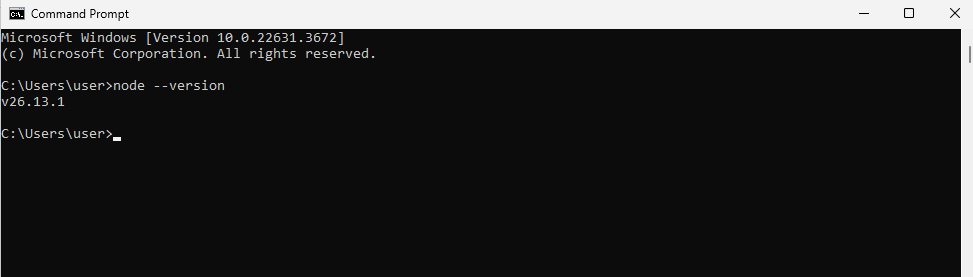 Command Prompt
Microsoft Windows [Version 10.0.22631.3672]
(c) Microsoft Corporation. All rights reserved.
C:\Users\user>node --version
v26.13.1
C:\Users\user>